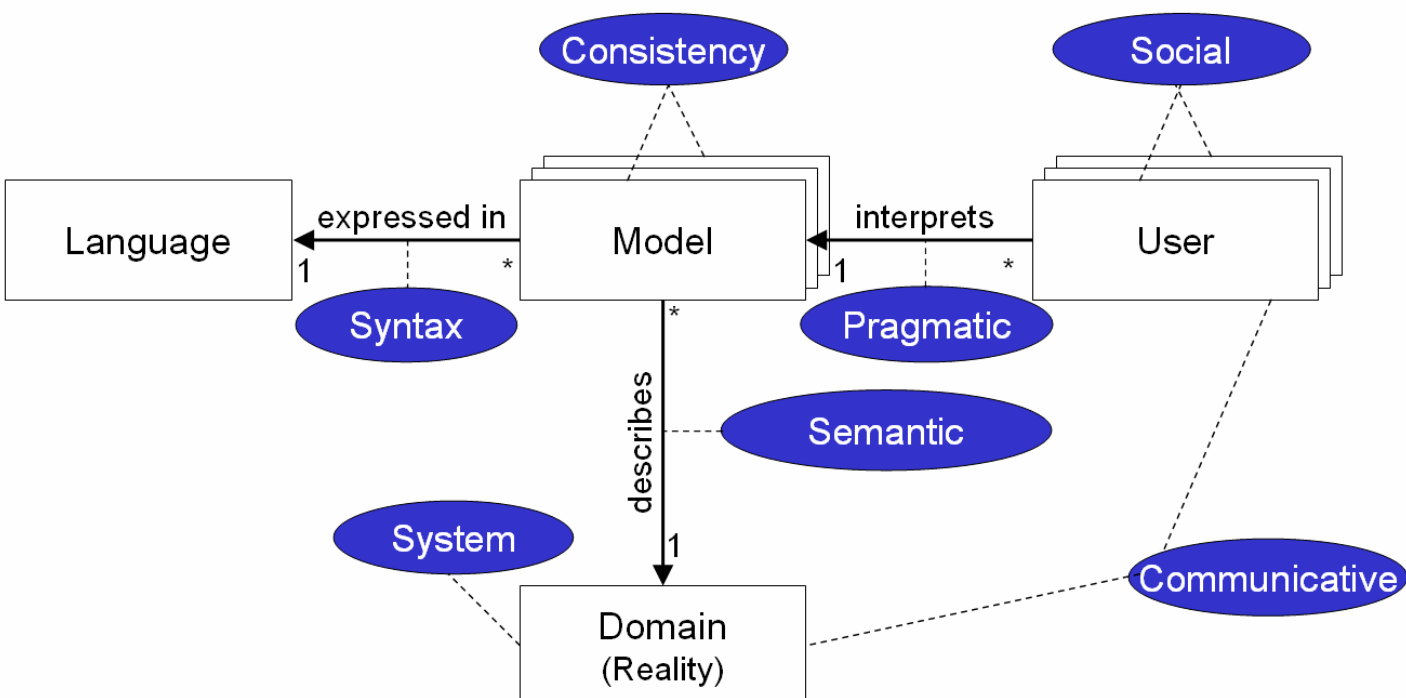 Consistency
Social
Language
expressed in
1
*
Model
interprets
1
*
User
Syntax
Pragmatic
*
describes
Semantic
1
System
Communicative
Domain
(Reality)